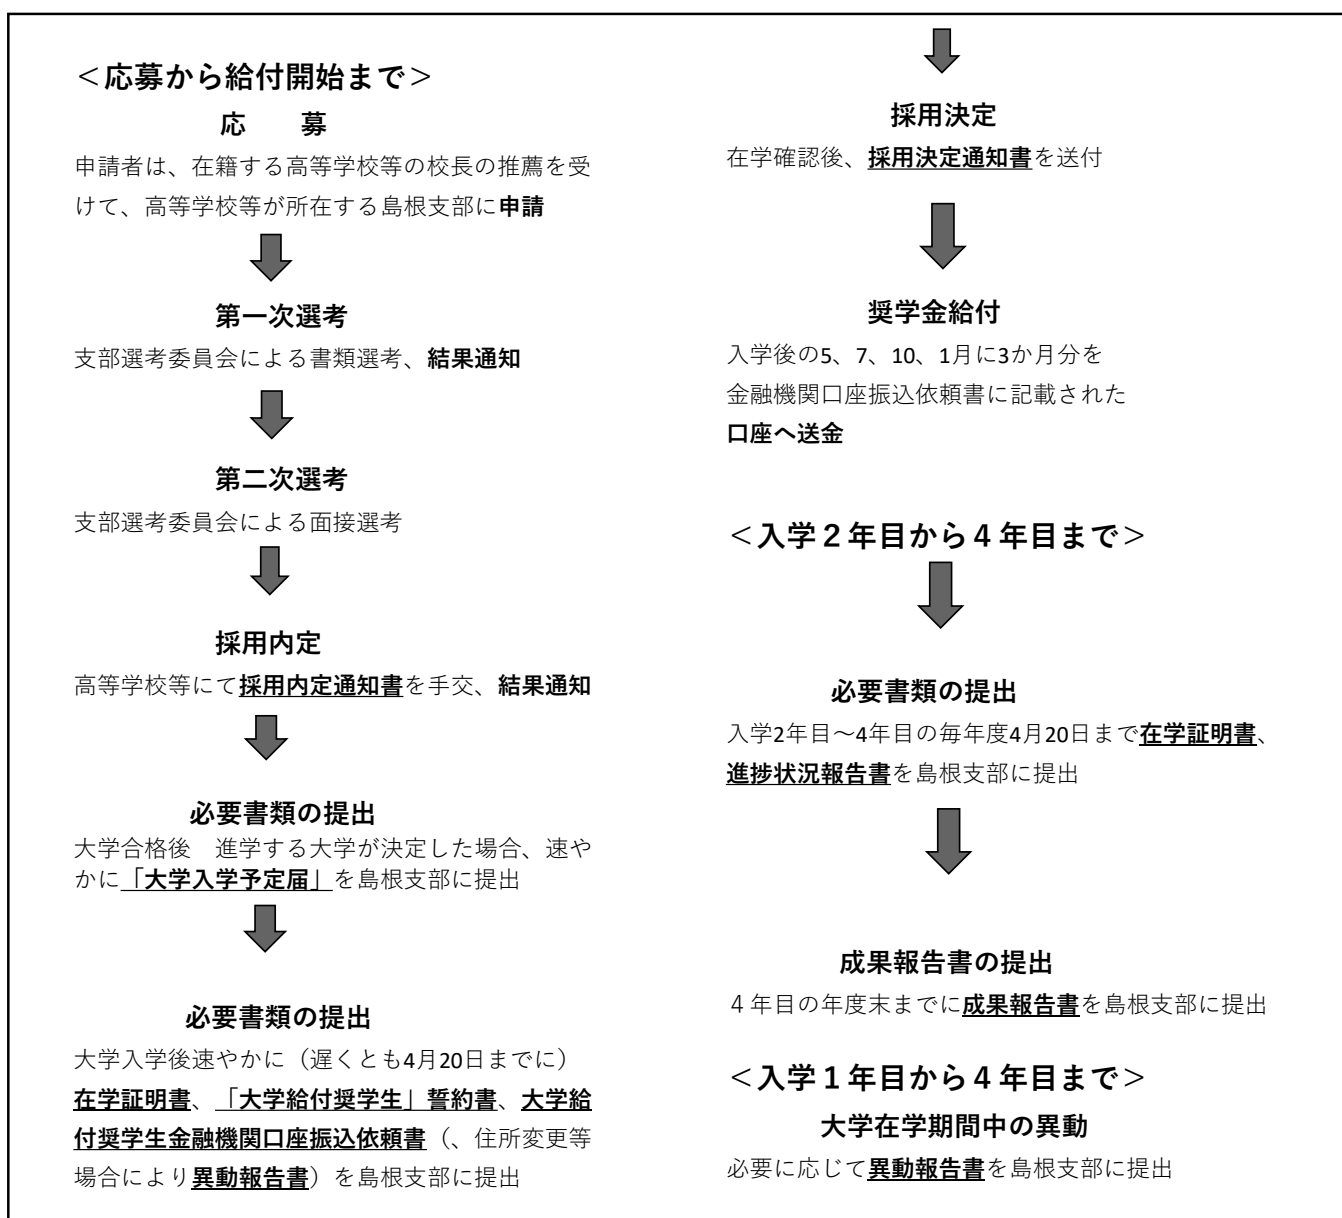 ＜応募から給付開始まで＞
応　　募
申請者は、在籍する高等学校等の校長の推薦を受
けて、高等学校等が所在する島根支部に申請
第一次選考
支部選考委員会による書類選考、結果通知
第二次選考
支部選考委員会による面接選考
採用内定
高等学校等にて採用内定通知書を手交、結果通知
必要書類の提出
大学合格後　進学する大学が決定した場合、速や
かに「大学入学予定届」を島根支部に提出
必要書類の提出
大学入学後速やかに（遅くとも4月20日までに）
在学証明書、「大学給付奨学生」誓約書、大学給
付奨学生金融機関口座振込依頼書（、住所変更等
場合により異動報告書）を島根支部に提出
採用決定
在学確認後、採用決定通知書を送付
奨学金給付
入学後の5、7、10、1月に3か月分を
金融機関口座振込依頼書に記載された
口座へ送金
＜入学２年目から４年目まで＞
必要書類の提出
入学2年目～4年目の毎年度4月20日まで在学証明書、
進捗状況報告書を島根支部に提出
成果報告書の提出
４年目の年度末までに成果報告書を島根支部に提出
＜入学１年目から４年目まで＞
大学在学期間中の異動
必要に応じて異動報告書を島根支部に提出